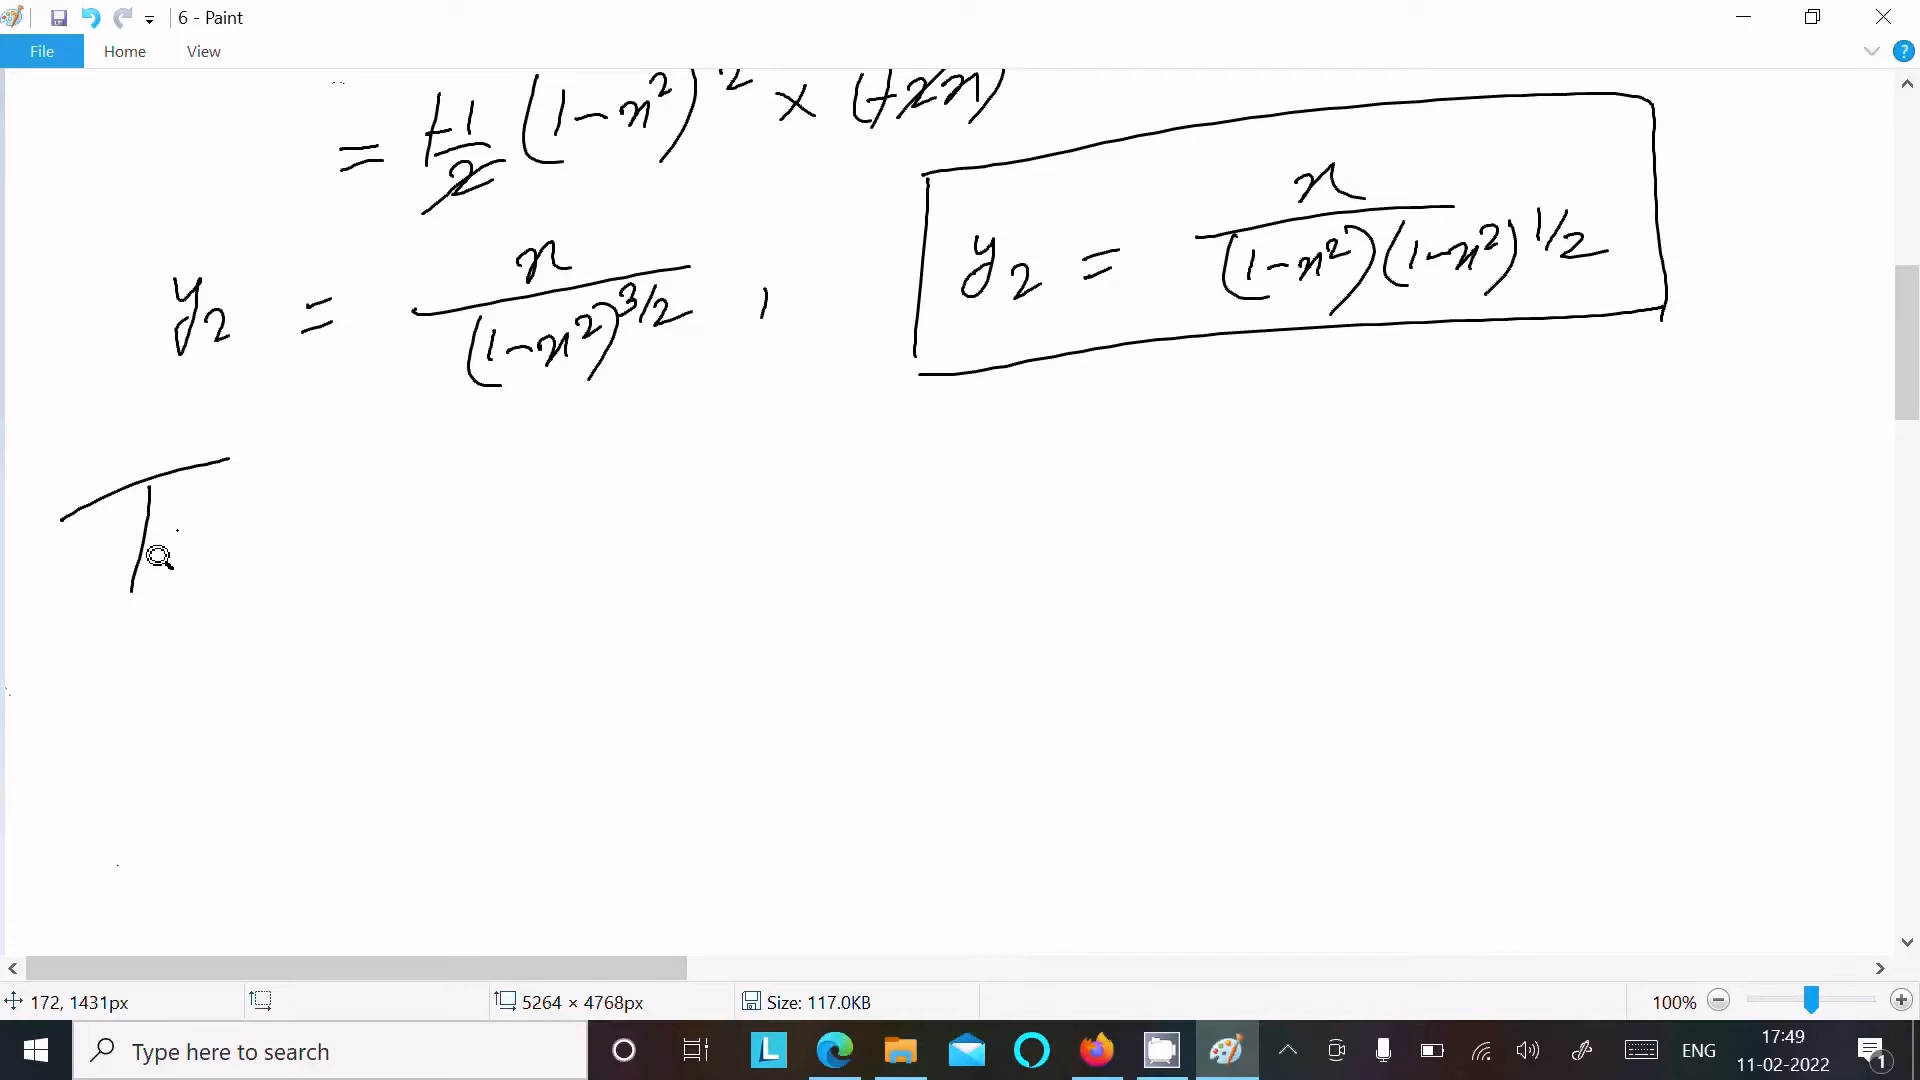 6 - Paint
File Home View
= -1/2 (1-x²) × (-2x)
y₂ = x/(1-x²)^3/2 ,
y₂ = x/(1-x²)(1-x²)^1/2
T
172, 1431px 5264 × 4768px Size: 117.0KB 100%
Type here to search
L
ENG
17:49
11-02-2022
1